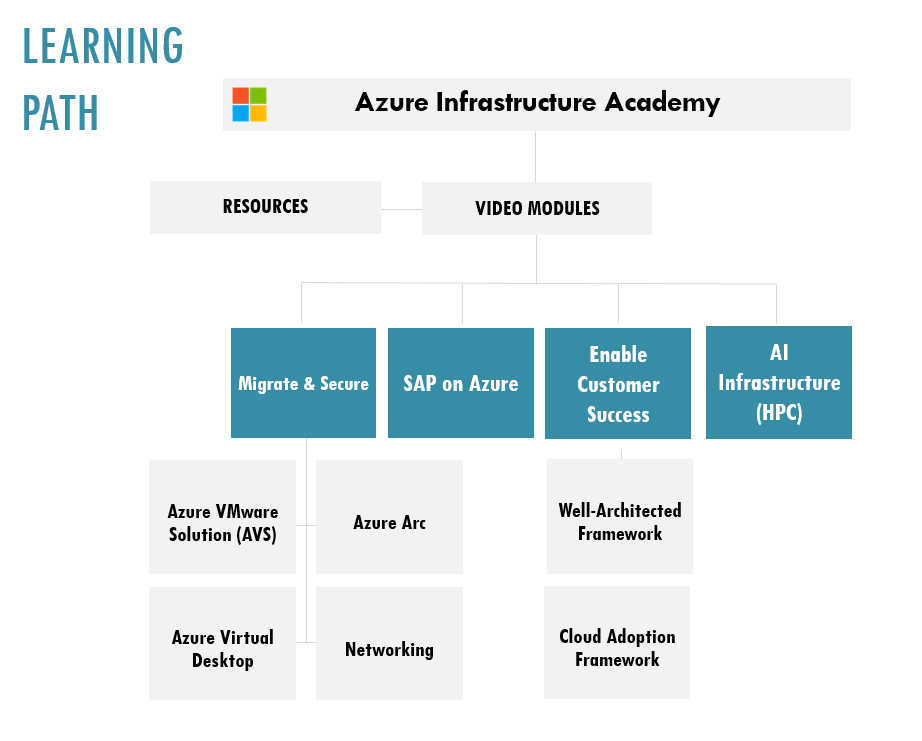 LEARNING
PATH
Azure Infrastructure Academy
RESOURCES
VIDEO MODULES
Migrate & Secure
SAP on Azure
Enable
Customer
Success
AI
Infrastructure
(HPC)
Azure VMware
Solution (AVS)
Azure Arc
Well-Architected
Framework
Azure Virtual
Desktop
Networking
Cloud Adoption
Framework